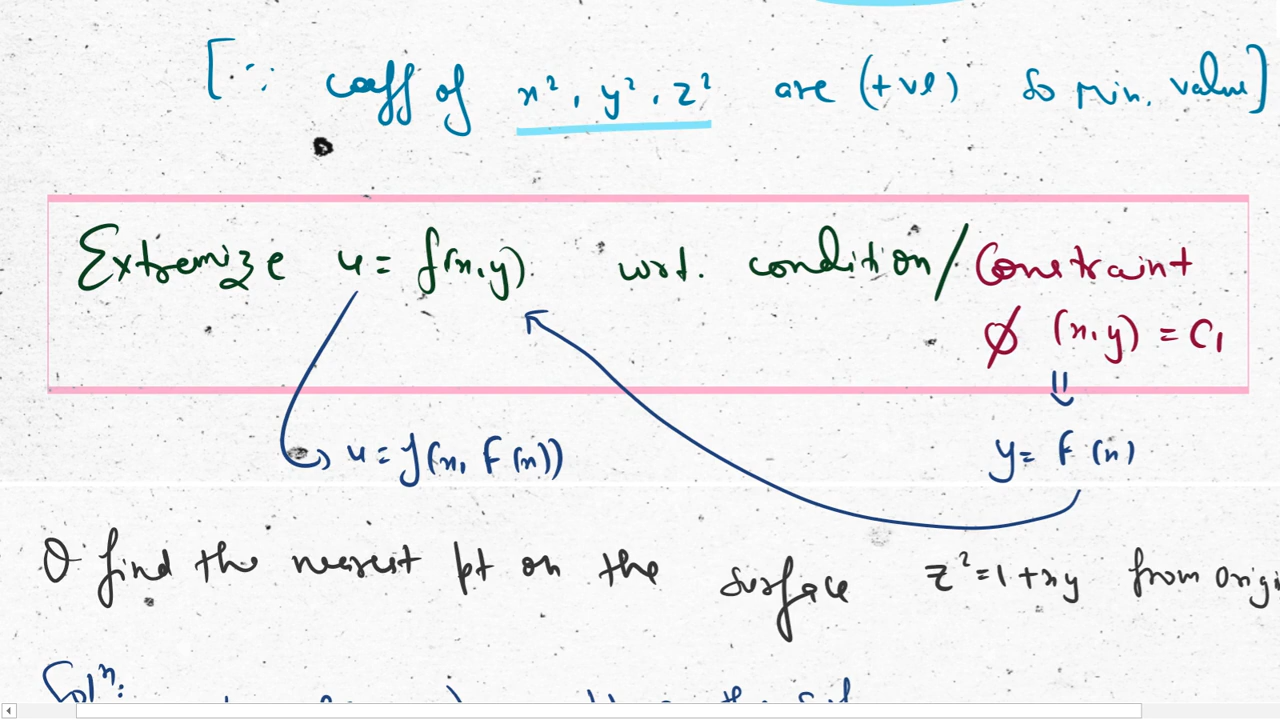 [∵ coeff of x², y², z² are (+ve) so Min. value]
Extremize u = f(x,y) wrt. condition/Constraint
ϕ (x,y) = C₁
⇓
u = f(x, F(x)) y = F(x)
Q find the nearest pt on the surface z²=1+xy from origi
Solⁿ: